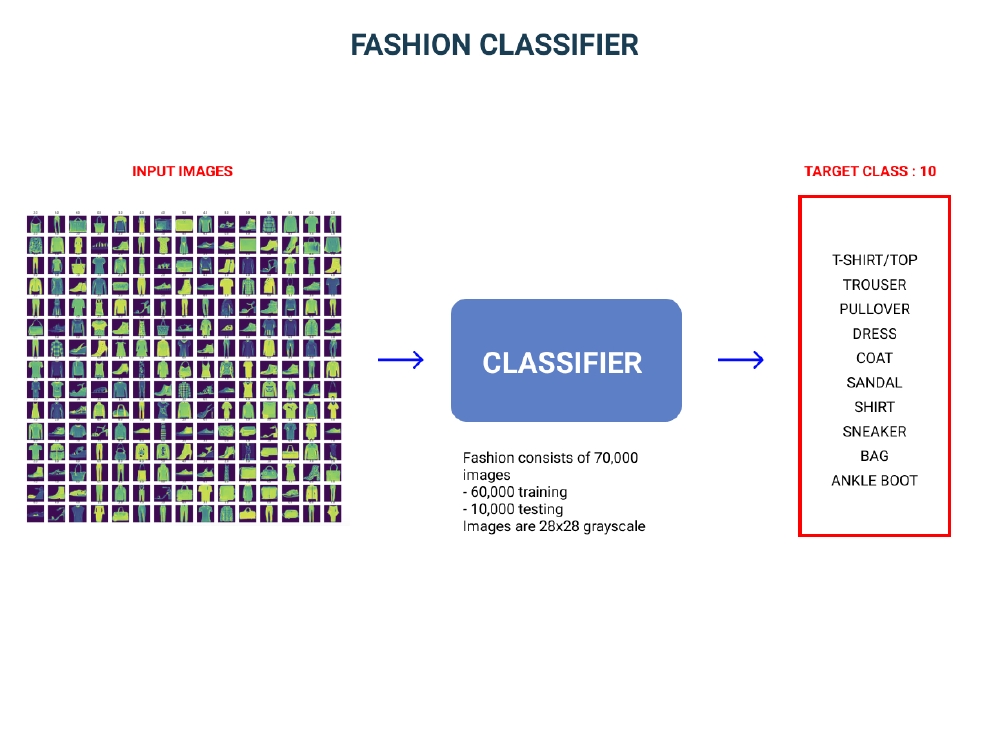 FASHION CLASSIFIER
INPUT IMAGES
TARGET CLASS : 10
T-SHIRT/TOP
TROUSER
PULLOVER
DRESS
COAT
SANDAL
SHIRT
SNEAKER
BAG
ANKLE BOOT
CLASSIFIER
Fashion consists of 70,000
images
- 60,000 training
- 10,000 testing
Images are 28x28 grayscale